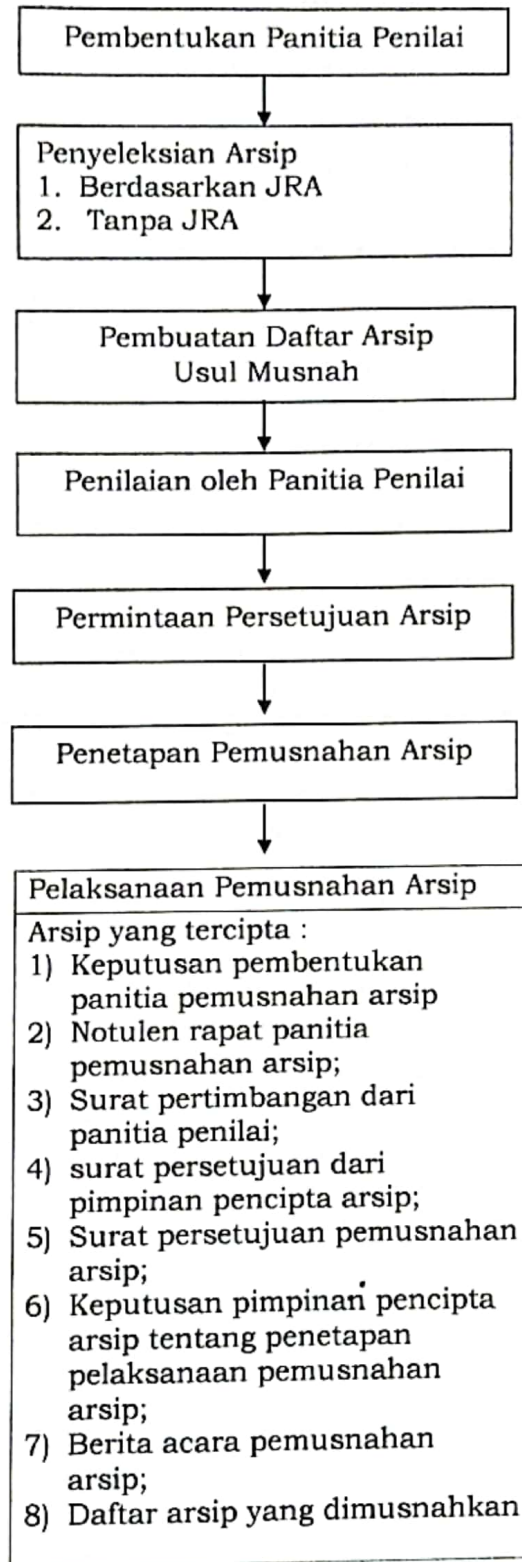 Pembentukan Panitia Penilai
Penyeleksian Arsip
1. Berdasarkan JRA
2. Tanpa JRA
Pembuatan Daftar Arsip
Usul Musnah
Penilaian oleh Panitia Penilai
Permintaan Persetujuan Arsip
Penetapan Pemusnahan Arsip
Pelaksanaan Pemusnahan Arsip
Arsip yang tercipta :
1) Keputusan pembentukan
panitia pemusnahan arsip
2) Notulen rapat panitia
pemusnahan arsip;
3) Surat pertimbangan dari
panitia penilai;
4) surat persetujuan dari
pimpinan pencipta arsip;
5) Surat persetujuan pemusnahan
arsip;
6) Keputusan pimpinan pencipta
arsip tentang penetapan
pelaksanaan pemusnahan
arsip;
7) Berita acara pemusnahan
arsip;
8) Daftar arsip yang dimusnahkan